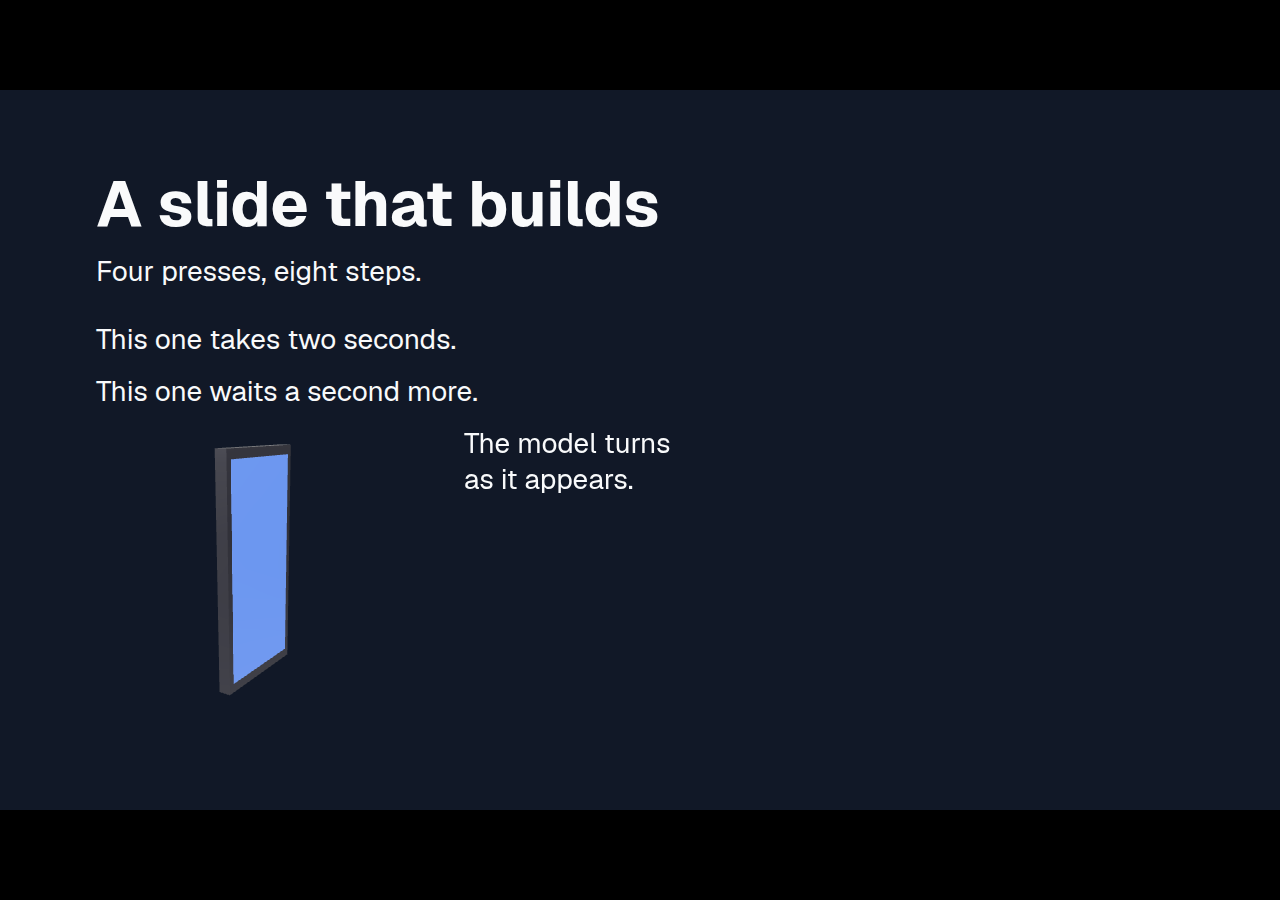 A slide that builds
Four presses, eight steps.
This one takes two seconds.
This one waits a second more.
The model turns
as it appears.